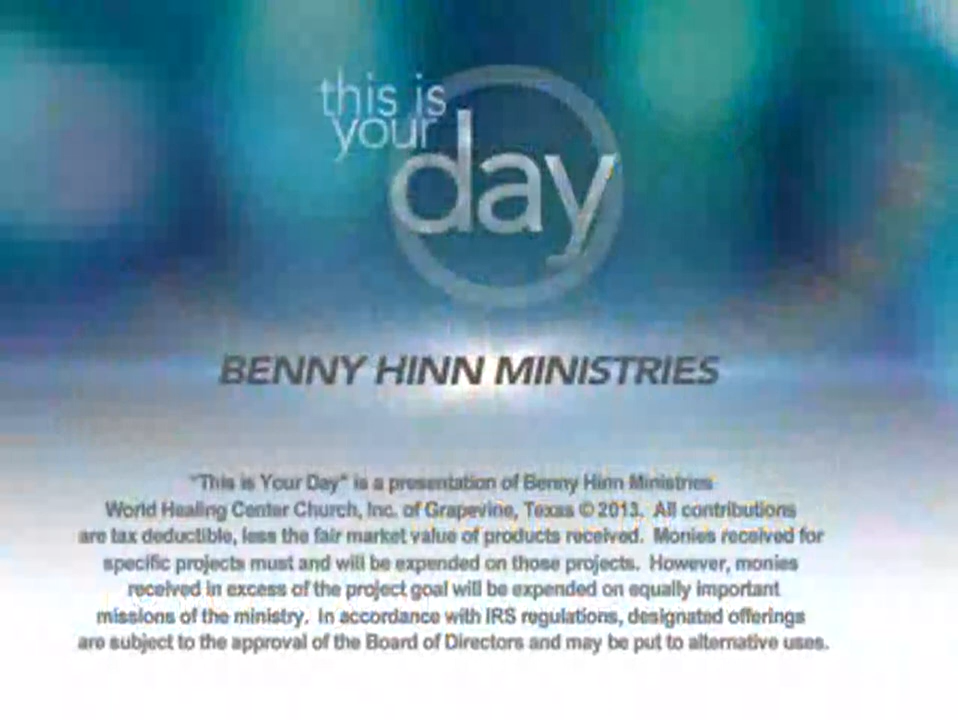 this is
your
day
BENNY HINN MINISTRIES
"This is Your Day" is a presentation of Benny Hinn Ministries
World Healing Center Church, Inc. of Grapevine, Texas © 2013. All contributions
are tax deductible, less the fair market value of products received. Monies received for
specific projects must and will be expended on those projects. However, monies
received in excess of the project goal will be expended on equally important
missions of the ministry. In accordance with IRS regulations, designated offerings
are subject to the approval of the Board of Directors and may be put to alternative uses.